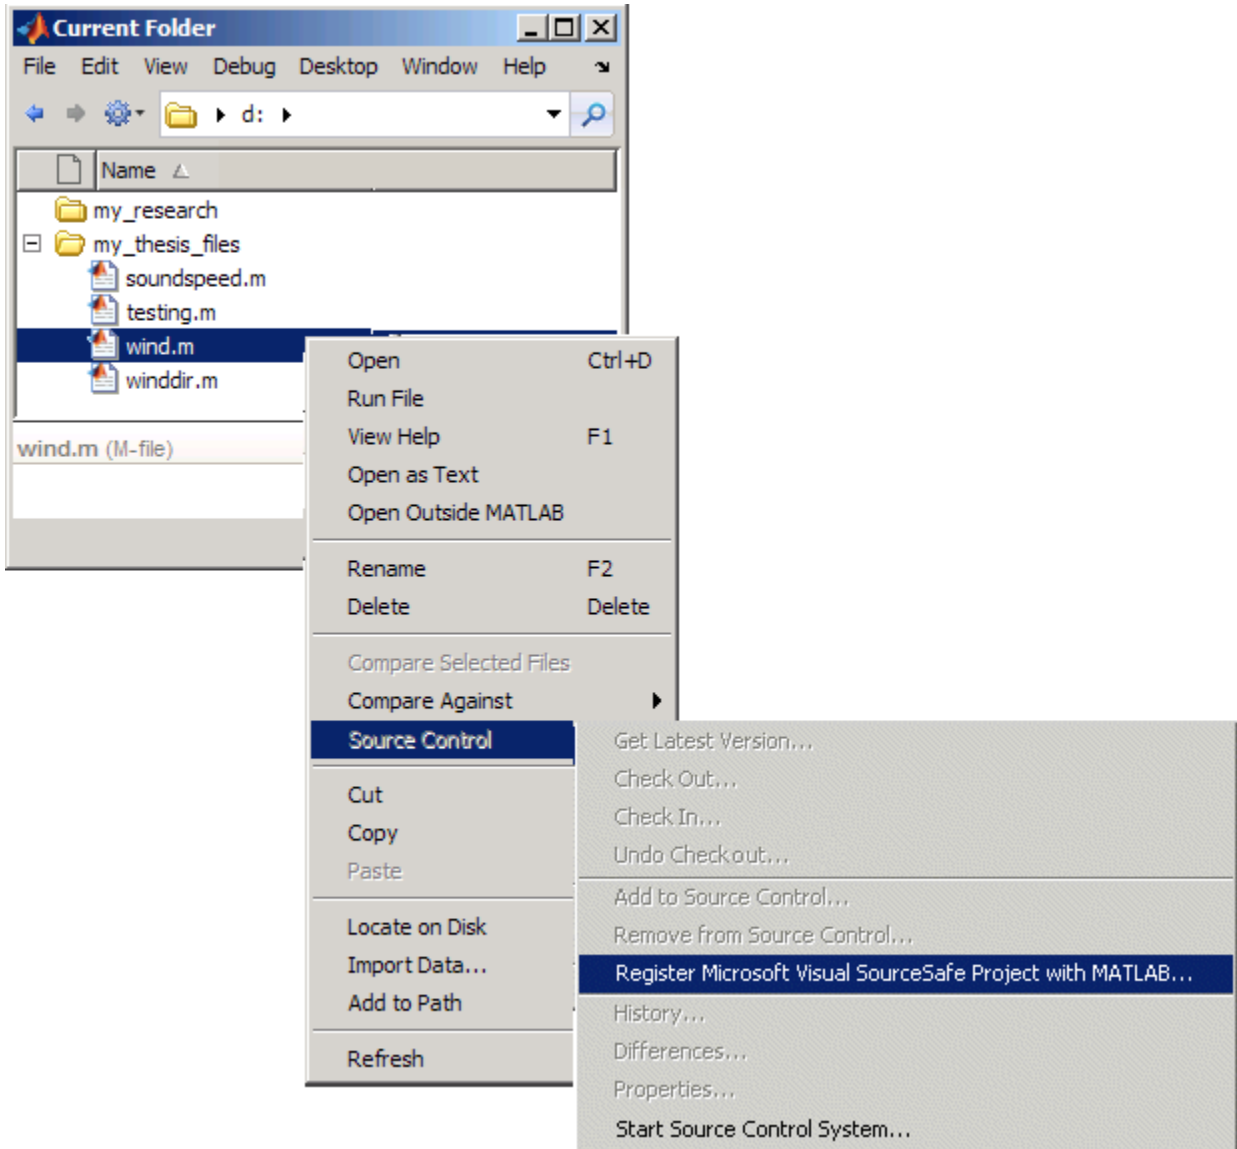 Current Folder
File Edit View Debug Desktop Window Help
d:
Name
my_research
my_thesis_files
soundspeed.m
testing.m
wind.m
winddir.m
wind.m (M-file)
Open Ctrl+D
Run File
View Help F1
Open as Text
Open Outside MATLAB
Rename F2
Delete Delete
Compare Selected Files
Compare Against
Source Control
Cut
Copy
Paste
Locate on Disk
Import Data...
Add to Path
Refresh
Get Latest Version...
Check Out...
Check In...
Undo Checkout...
Add to Source Control...
Remove from Source Control...
Register Microsoft Visual SourceSafe Project with MATLAB...
History...
Differences...
Properties...
Start Source Control System...